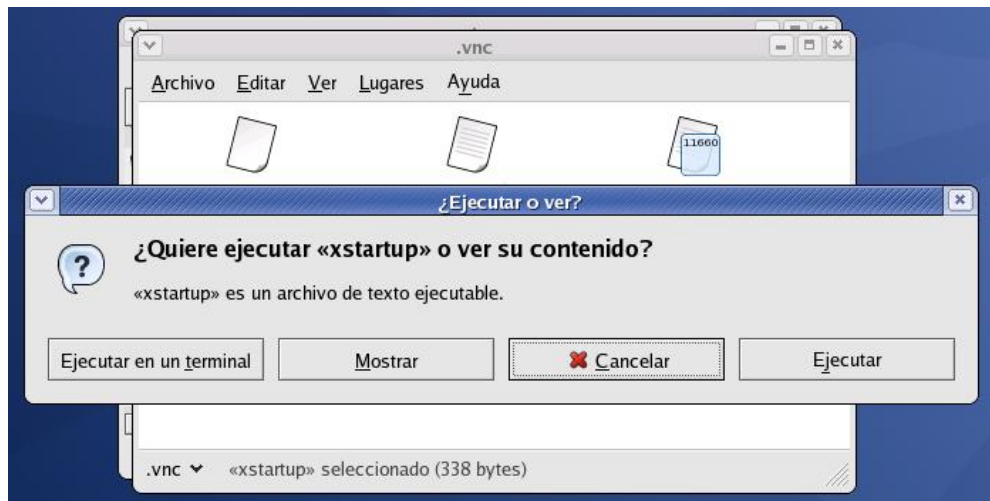 .vnc
Archivo Editar Ver Lugares Ayuda
11660
¿Ejecutar o ver?
¿Quiere ejecutar «xstartup» o ver su contenido?
«xstartup» es un archivo de texto ejecutable.
Ejecutar en un terminal Mostrar Cancelar Ejecutar
.vnc «xstartup» seleccionado (338 bytes)